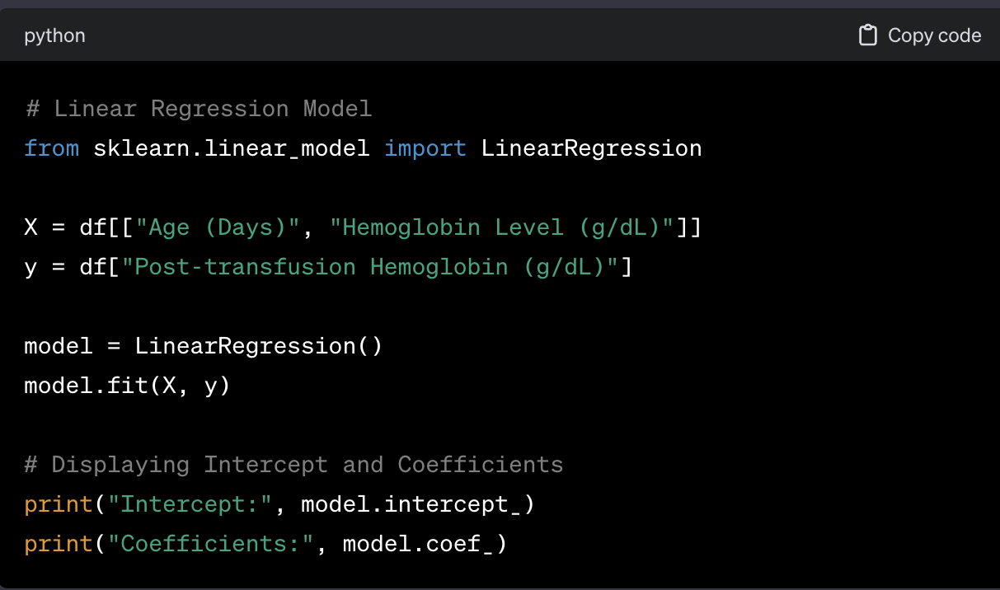 python
Copy code
# Linear Regression Model
from sklearn.linear_model import LinearRegression
X = df[["Age (Days)", "Hemoglobin Level (g/dL)"]]
y = df["Post-transfusion Hemoglobin (g/dL)"]
model = LinearRegression()
model.fit(X, y)
# Displaying Intercept and Coefficients
print("Intercept:", model.intercept_)
print("Coefficients:", model.coef_)